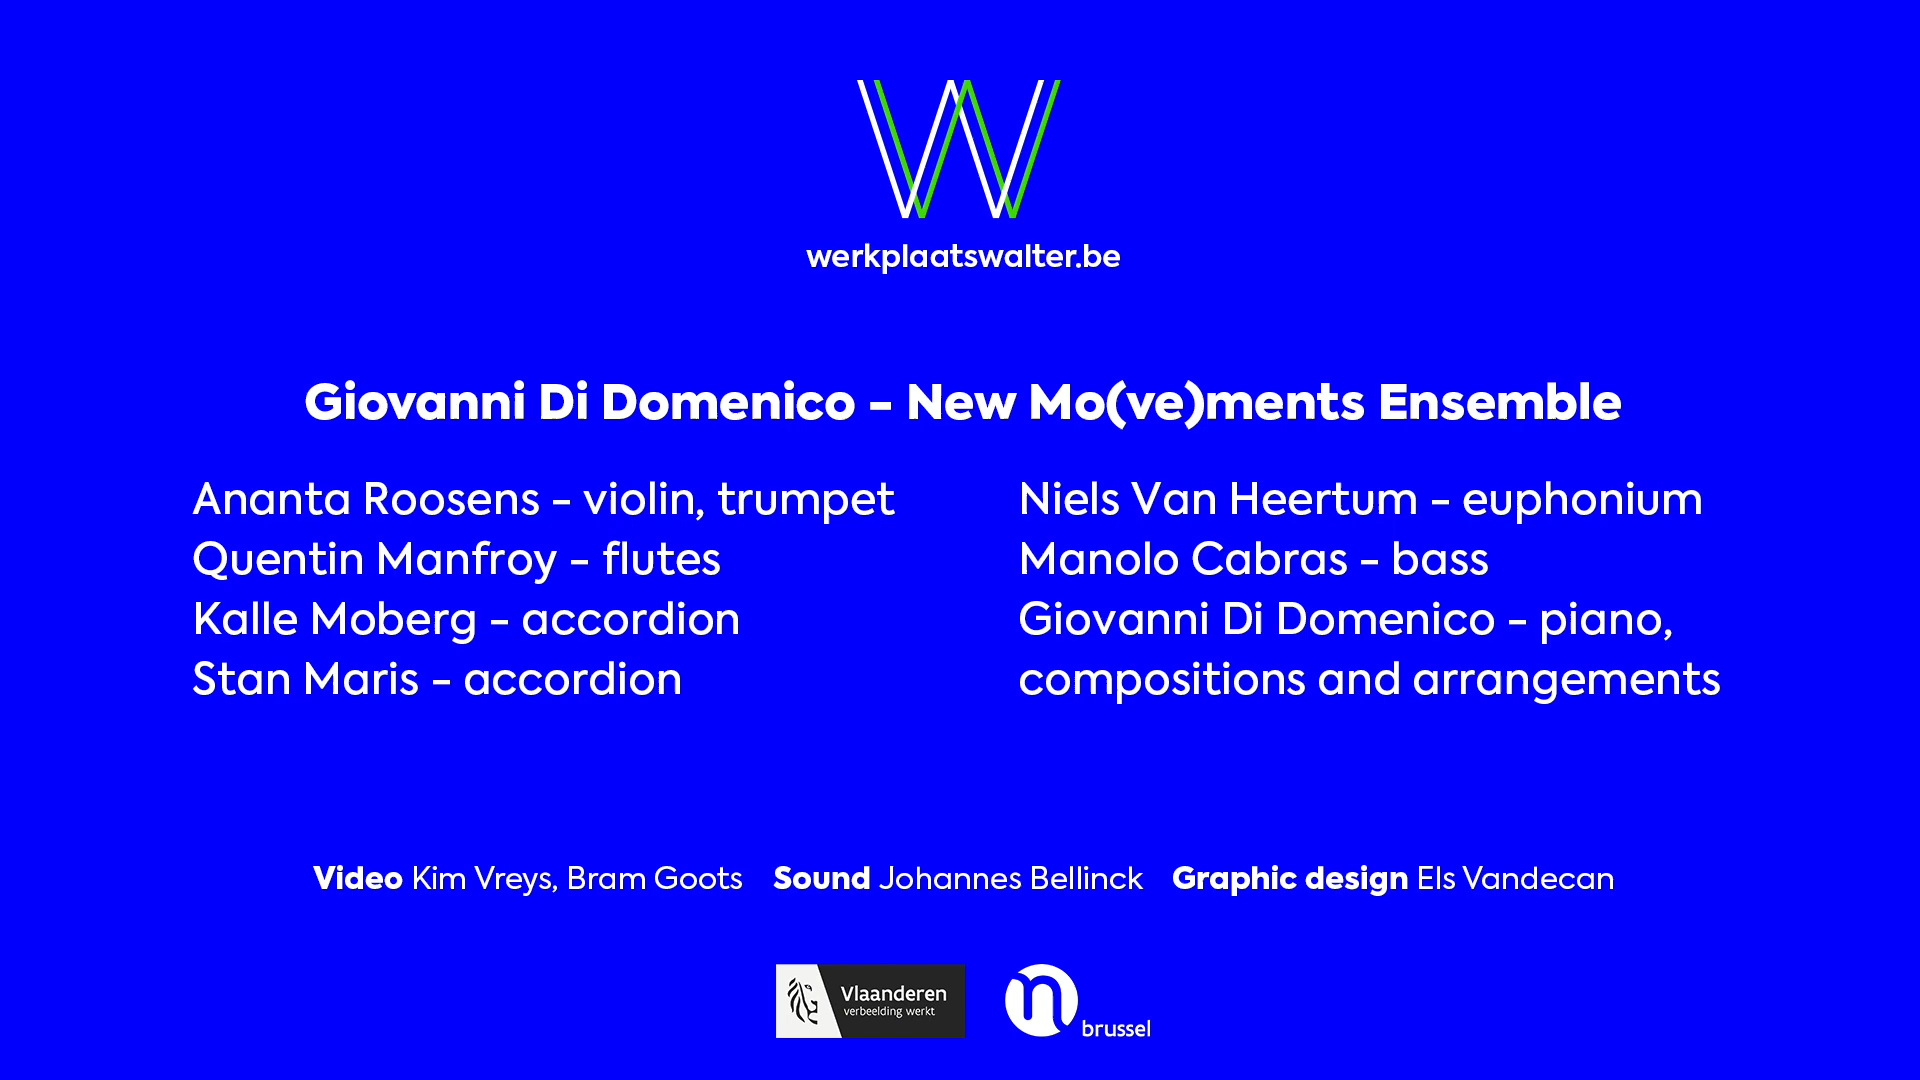 W
werkplaatswalter.be
Giovanni Di Domenico - New Mo(ve)ments Ensemble
Ananta Roosens - violin, trumpet
Quentin Manfroy - flutes
Kalle Moberg - accordion
Stan Maris - accordion
Niels Van Heertum - euphonium
Manolo Cabras - bass
Giovanni Di Domenico - piano,
compositions and arrangements
Video Kim Vreys, Bram Goots Sound Johannes Bellinck Graphic design Els Vandecan
Vlaanderen
verbeelding werkt
n brussel